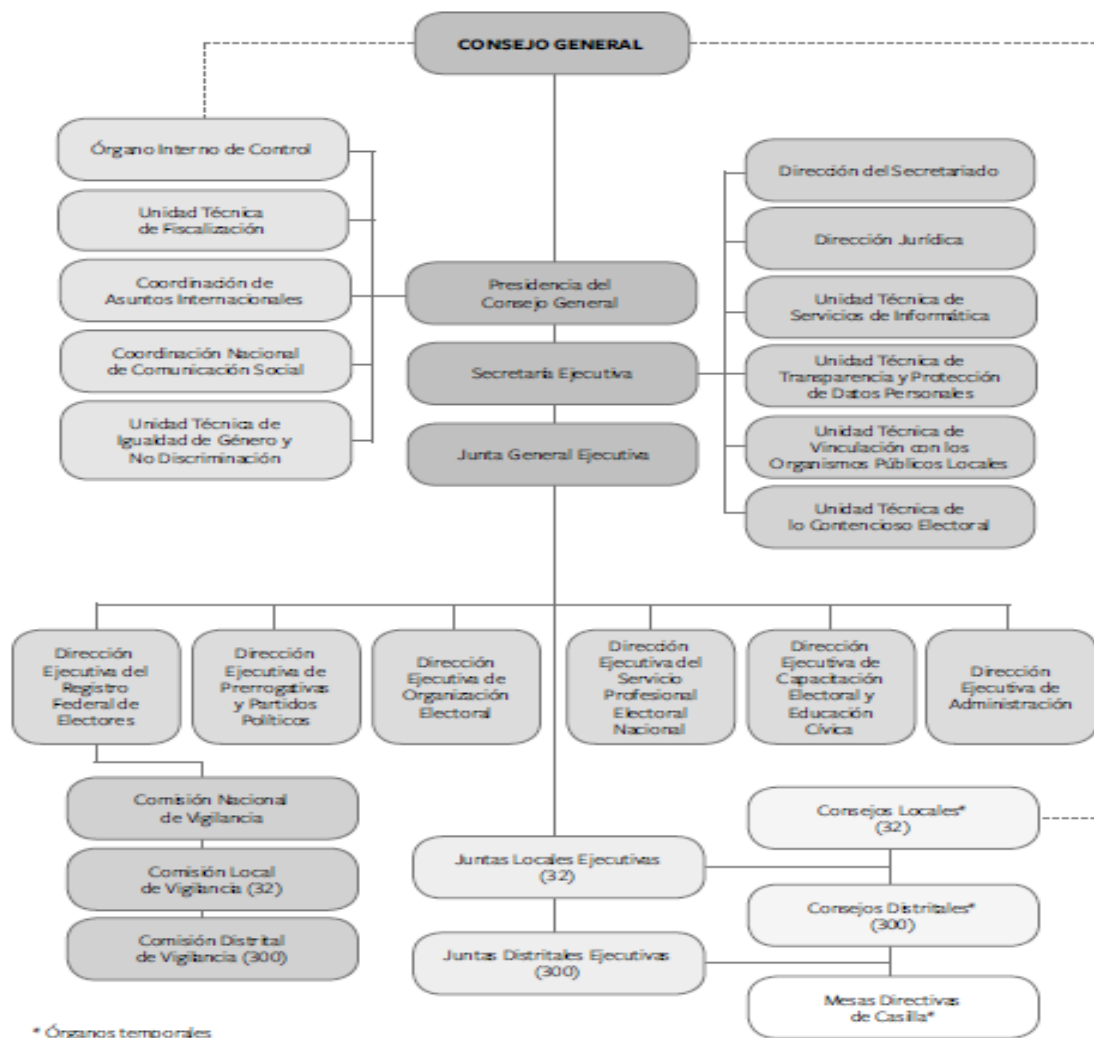 CONSEJO GENERAL
Órgano Interno de Control
Unidad Técnica
de Fiscalización
Coordinación de
Asuntos Internacionales
Coordinación Nacional
de Comunicación Social
Unidad Técnica de
Igualdad de Género y
No Discriminación
Presidencia del
Consejo General
Secretaría Ejecutiva
Junta General Ejecutiva
Dirección del Secretariado
Dirección Jurídica
Unidad Técnica de
Servicios de Informática
Unidad Técnica de
Transparencia y Protección
de Datos Personales
Unidad Técnica de
Vinculación con los
Organismos Públicos Locales
Unidad Técnica de
lo Contencioso Electoral
Dirección
Ejecutiva del
Registro
Federal de
Electores
Dirección
Ejecutiva de
Prerrogativas
y Partidos
Políticos
Dirección
Ejecutiva de
Organización
Electoral
Dirección
Ejecutiva del
Servicio
Profesional
Electoral
Nacional
Dirección
Ejecutiva de
Capacitación
Electoral y
Educación
Cívica
Dirección
Ejecutiva de
Administración
Comisión Nacional
de Vigilancia
Comisión Local
de Vigilancia (32)
Comisión Distrital
de Vigilancia (300)
Juntas Locales Ejecutivas
(32)
Juntas Distritales Ejecutivas
(300)
Consejos Locales*
(32)
Consejos Distritales*
(300)
Mesas Directivas
de Casilla*
* Órganos temporales